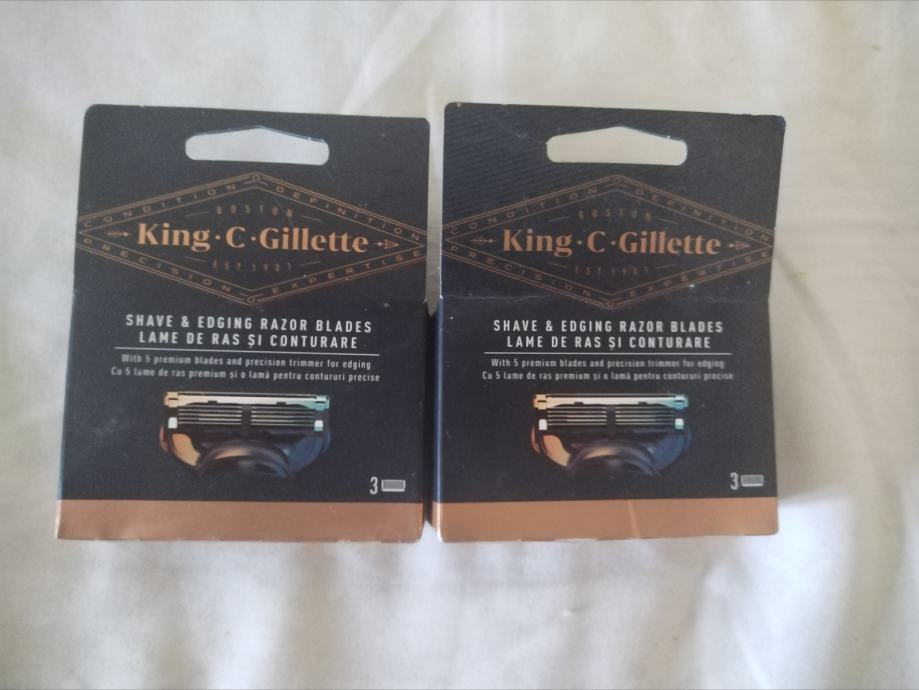 CONDITION DEFINITION
BOSTON
King·C·Gillette
EST 1901
PRECISION EXPERTISE
SHAVE & EDGING RAZOR BLADES
LAME DE RAS ȘI CONTURARE
With 5 premium blades and precision trimmer for edging
Cu 5 lame de ras premium și o lamă pentru contururi precise
3
CONDITION DEFINITION
BOSTON
King·C·Gillette
EST 1901
PRECISION EXPERTISE
SHAVE & EDGING RAZOR BLADES
LAME DE RAS ȘI CONTURARE
With 5 premium blades and precision trimmer for edging
Cu 5 lame de ras premium și o lamă pentru contururi precise
3